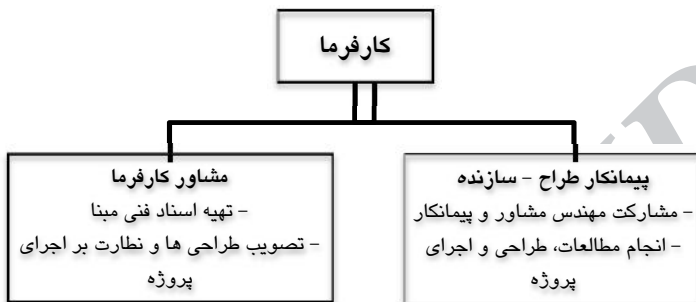 کارفرما
پیمانکار طراح – سازنده
– مشارکت مهندس مشاور و پیمانکار
– انجام مطالعات، طراحی و اجرای
پروژه
مشاور کارفرما
– تهیه اسناد فنی مبنا
– تصویب طراحی ها و نظارت بر اجرای
پروژه